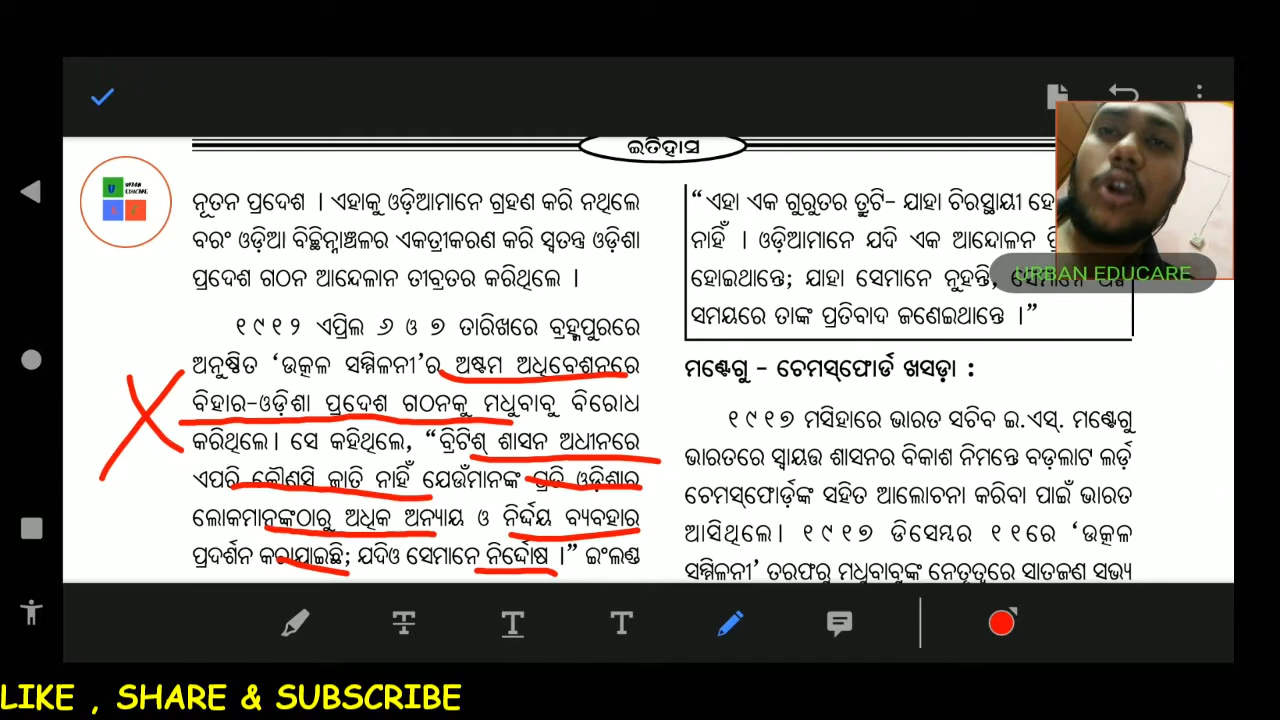 ଇତିହାସ
URBAN EDUCARE
ନୂତନ ପ୍ରଦେଶ । ଏହାକୁ ଓଡ଼ିଆମାନେ ଗ୍ରହଣ କରି ନଥିଲେ
ବରଂ ଓଡ଼ିଆ ବିଚ୍ଛିନ୍ନାଞ୍ଚଳର ଏକତ୍ରୀକରଣ କରି ସ୍ୱତନ୍ତ୍ର ଓଡ଼ିଶା
ପ୍ରଦେଶ ଗଠନ ଆନ୍ଦେଳାନ ତୀବ୍ରତର କରିଥିଲେ ।
୧୯୧୨ ଏପ୍ରିଲ ୬ ଓ ୭ ତାରିଖରେ ବ୍ରହ୍ମପୁରରେ
ଅନୁଷ୍ଠିତ ‘ଉତ୍କଳ ସମ୍ମିଳନୀ’ର ଅଷ୍ଟମ ଅଧିବେଶନରେ
ବିହାର-ଓଡ଼ିଶା ପ୍ରଦେଶ ଗଠନକୁ ମଧୁବାବୁ ବିରୋଧ
କରିଥିଲେ। ସେ କହିଥିଲେ, “ବ୍ରିଟିଶ୍ ଶାସନ ଅଧୀନରେ
ଏପରି କୌଣସି ଜାତି ନାହିଁ ଯେଉଁମାନଙ୍କ ପ୍ରତି ଓଡ଼ିଶାର
ଲୋକମାନଙ୍କଠାରୁ ଅଧିକ ଅନ୍ୟାୟ ଓ ନିର୍ଦ୍ଦୟ ବ୍ୟବହାର
ପ୍ରଦର୍ଶନ କରାଯାଇଛି; ଯଦିଓ ସେମାନେ ନିର୍ଦ୍ଦୋଷ ।” ଇଂଲଣ୍ଡ
“ଏହା ଏକ ଗୁରୁତର ତ୍ରୁଟି- ଯାହା ଚିରସ୍ଥାୟୀ
ନାହିଁ । ଓଡ଼ିଆମାନେ ଯଦି ଏକ ଆନ୍ଦୋଳନ
ହୋଇଥାନ୍ତେ; ଯାହା ସେମାନେ ନୁହନ୍ତି, ସେମାନେ
ସମୟରେ ତାଙ୍କ ପ୍ରତିବାଦ ଜଣେଇଥାନ୍ତେ ।”
ମଣ୍ଟେଗୁ - ଚେମସ୍‌ଫୋର୍ଡ ଖସଡ଼ା :
୧୯୧୭ ମସିହାରେ ଭାରତ ସଚିବ ଇ.ଏସ୍. ମଣ୍ଟେଗୁ
ଭାରତରେ ସ୍ୱାୟତ୍ତ ଶାସନର ବିକାଶ ନିମନ୍ତେ ବଡ଼ଲାଟ ଲର୍ଡ଼
ଚେମସ୍‌ଫୋର୍ଡ଼ଙ୍କ ସହିତ ଆଲୋଚନା କରିବା ପାଇଁ ଭାରତ
ଆସିଥିଲେ। ୧୯୧୭ ଡିସେମ୍ବର ୧୧ରେ ‘ଉତ୍କଳ
ସମ୍ମିଳନୀ’ ତରଫରୁ ମଧୁବାବୁଙ୍କ ନେତୃତ୍ୱରେ ସାତଜଣ ସଭ୍ୟ
URBAN EDUCARE
LIKE , SHARE & SUBSCRIBE